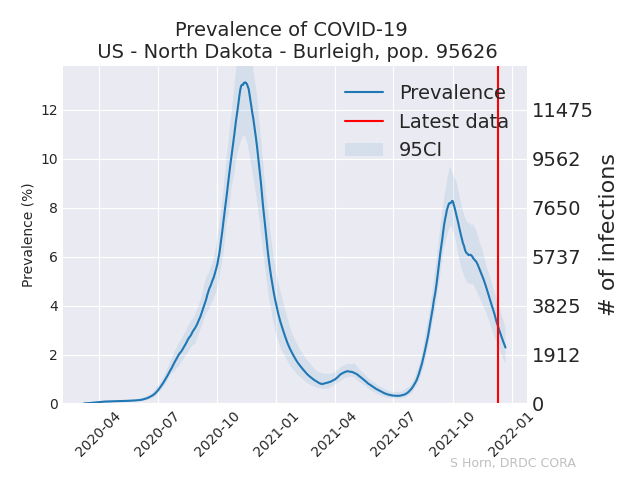 Prevalence of COVID-19
US - North Dakota - Burleigh, pop. 95626
Prevalence
Latest data
95CI
Prevalence (%)
12
10
8
6
4
2
0
11475
9562
7650
5737
3825
1912
0
# of infections
2020-04
2020-07
2020-10
2021-01
2021-04
2021-07
2021-10
2022-01
S Horn, DRDC CORA